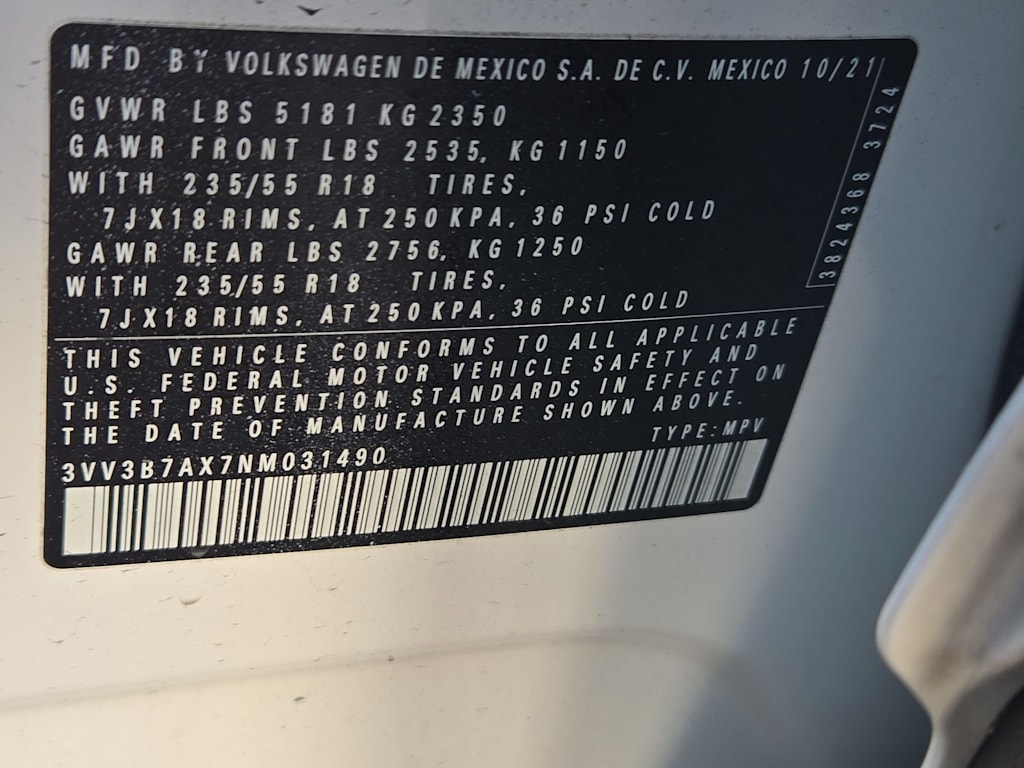 MFD BY VOLKSWAGEN DE MEXICO S.A. DE C.V. MEXICO 10/21
GVWR LBS 5181 KG 2350
GAWR FRONT LBS 2535, KG 1150
WITH 235/55 R18 TIRES,
7JX18 RIMS, AT 250 KPA, 36 PSI COLD
GAWR REAR LBS 2756, KG 1250
WITH 235/55 R18 TIRES,
7JX18 RIMS, AT 250 KPA, 36 PSI COLD
3824368 3724
THIS VEHICLE CONFORMS TO ALL APPLICABLE
U.S. FEDERAL MOTOR VEHICLE SAFETY AND
THEFT PREVENTION STANDARDS IN EFFECT ON
THE DATE OF MANUFACTURE SHOWN ABOVE.
TYPE: MPV
3VV3B7AX7NM031490